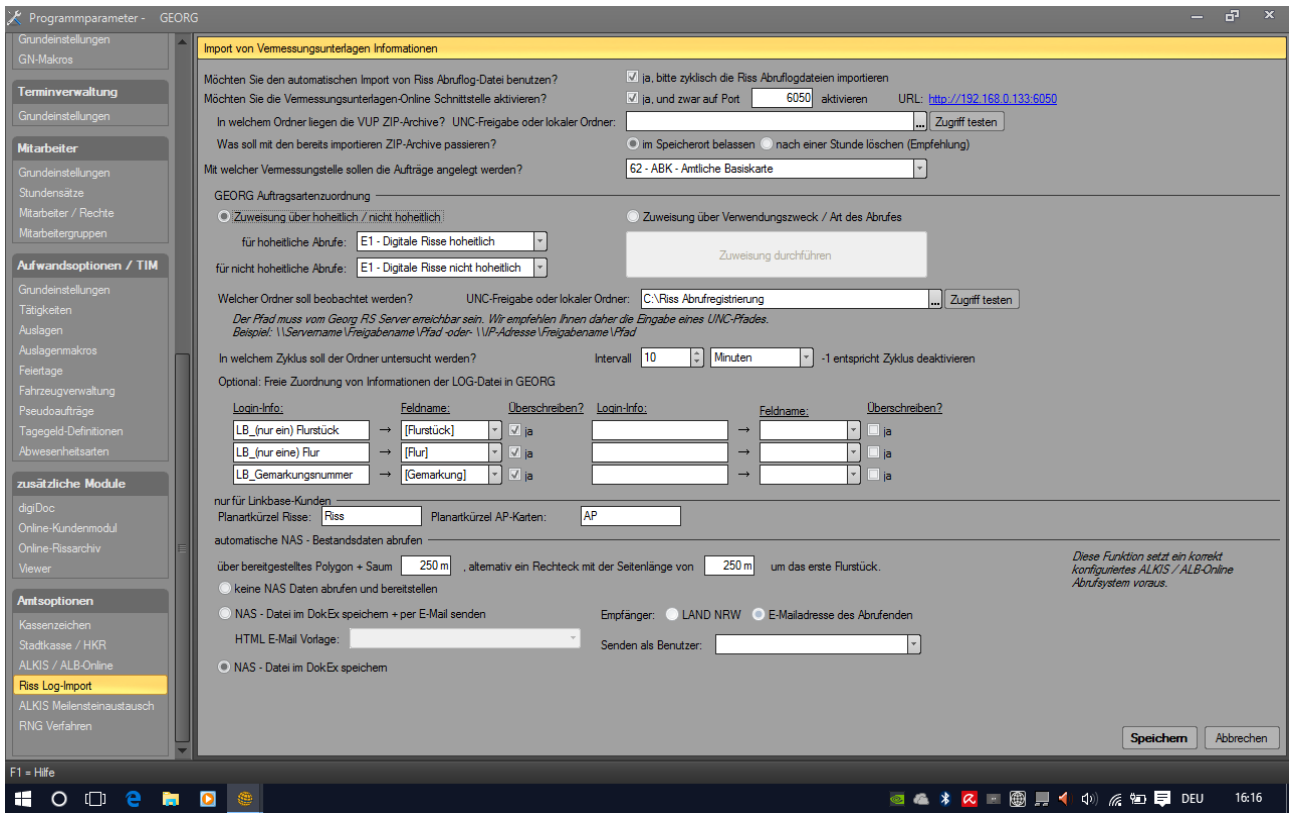 Programmparameter - GEORG
Grundeinstellungen
GN-Makros
Terminverwaltung
Grundeinstellungen
Mitarbeiter
Grundeinstellungen
Stundensätze
Mitarbeiter / Rechte
Mitarbeitergruppen
Aufwandsoptionen / TIM
Grundeinstellungen
Tätigkeiten
Auslagen
Auslagenmakros
Feiertage
Fahrzeugverwaltung
Pseudoaufträge
Tagegeld-Definitionen
Abwesenheitsarten
zusätzliche Module
digiDoc
Online-Kundenmodul
Online-Rissarchiv
Viewer
Amtsoptionen
Kassenzeichen
Stadtkasse / HKR
ALKIS / ALB-Online
Riss Log-Import
ALKIS Meilensteinaustausch
RNG Verfahren
Import von Vermessungsunterlagen Informationen
Möchten Sie den automatischen Import von Riss Abruflog-Datei benutzen? ja, bitte zyklisch die Riss Abruflogdateien importieren
Möchten Sie die Vermessungsunterlagen-Online Schnittstelle aktivieren? ja, und zwar auf Port 6050 aktivieren URL: http://192.168.0.133:6050
In welchem Ordner liegen die VUP ZIP-Archive? UNC-Freigabe oder lokaler Ordner: ... Zugriff testen
Was soll mit den bereits importieren ZIP-Archive passieren? im Speicherort belassen nach einer Stunde löschen (Empfehlung)
Mit welcher Vermessungstelle sollen die Aufträge angelegt werden? 62 - ABK - Amtliche Basiskarte
GEORG Auftragsartenzuordnung
Zuweisung über hoheitlich / nicht hoheitlich Zuweisung über Verwendungszweck / Art des Abrufes
für hoheitliche Abrufe: E1 - Digitale Risse hoheitlich
Zuweisung durchführen
für nicht hoheitliche Abrufe: E1 - Digitale Risse nicht hoheitlich
Welcher Ordner soll beobachtet werden? UNC-Freigabe oder lokaler Ordner: C:\Riss Abrufregistrierung ... Zugriff testen
Der Pfad muss vom Georg RS Server erreichbar sein. Wir empfehlen Ihnen daher die Eingabe eines UNC-Pfades.
Beispiel: \\Servername\Freigabename\Pfad -oder- \\IP-Adresse\Freigabename\Pfad
In welchem Zyklus soll der Ordner untersucht werden? Intervall 10 Minuten -1 entspricht Zyklus deaktivieren
Optional: Freie Zuordnung von Informationen der LOG-Datei in GEORG
Login-Info: Feldname: Überschreiben? Login-Info: Feldname: Überschreiben?
LB_(nur ein) Flurstück → [Flurstück] ja → ja
LB_(nur eine) Flur → [Flur] ja → ja
LB_Gemarkungsnummer → [Gemarkung] ja → ja
nur für Linkbase-Kunden
Planartkürzel Risse: Riss Planartkürzel AP-Karten: AP
automatische NAS - Bestandsdaten abrufen
über bereitgestelltes Polygon + Saum 250 m , alternativ ein Rechteck mit der Seitenlänge von 250 m um das erste Flurstück.
Diese Funktion setzt ein korrekt
konfiguriertes ALKIS / ALB-Online
Abrufsystem voraus.
keine NAS Daten abrufen und bereitstellen
NAS - Datei im DokEx speichern + per E-Mail senden Empfänger: LAND NRW E-Mailadresse des Abrufenden
HTML E-Mail Vorlage: Senden als Benutzer:
NAS - Datei im DokEx speichern
Speichern Abbrechen
F1 = Hilfe
DEU 16:16